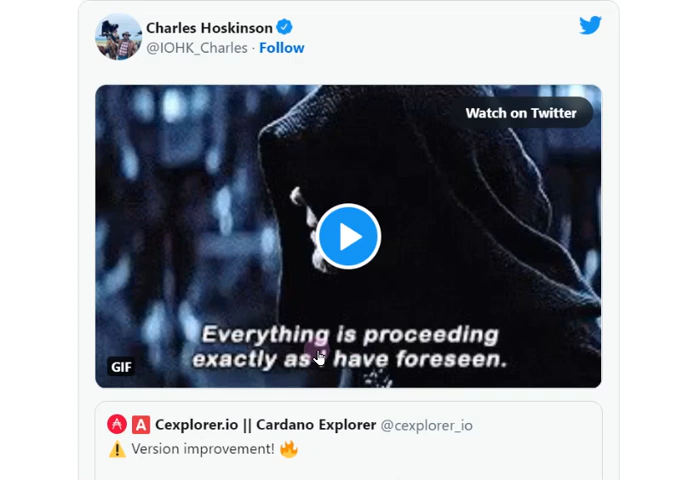 Charles Hoskinson
@IOHK_Charles · Follow
Watch on Twitter
Everything is proceeding
exactly as I have foreseen.
GIF
A Cexplorer.io || Cardano Explorer @cexplorer_io
⚠️ Version improvement! 🔥